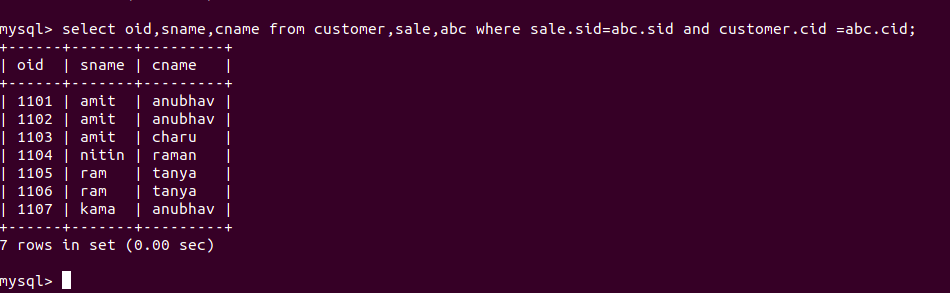 mysql> select oid,sname,cname from customer,sale,abc where sale.sid=abc.sid and customer.cid =abc.cid;
+------+-------+---------+
| oid  | sname | cname   |
+------+-------+---------+
| 1101 | amit  | anubhav |
| 1102 | amit  | anubhav |
| 1103 | amit  | charu   |
| 1104 | nitin | raman   |
| 1105 | ram   | tanya   |
| 1106 | ram   | tanya   |
| 1107 | kama  | anubhav |
+------+-------+---------+
7 rows in set (0.00 sec)
mysql>